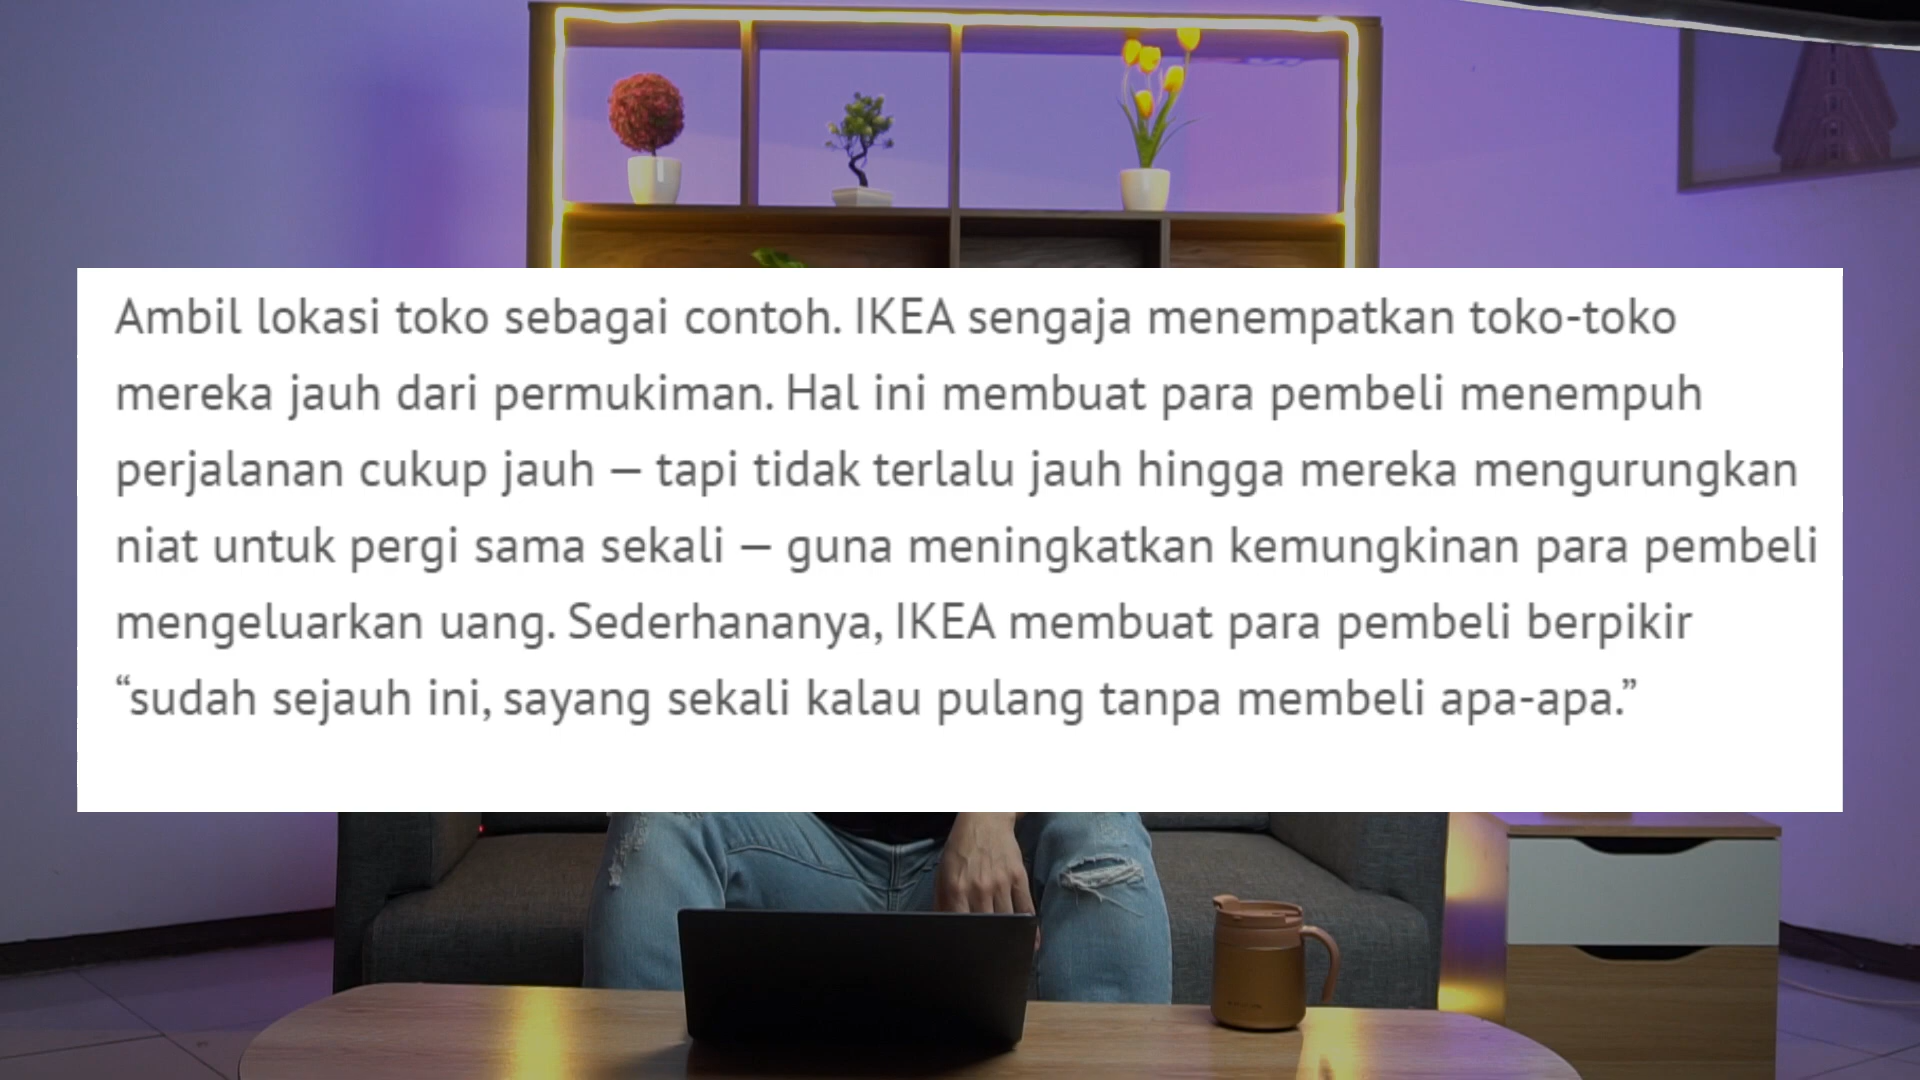 Ambil lokasi toko sebagai contoh. IKEA sengaja menempatkan toko-toko
mereka jauh dari permukiman. Hal ini membuat para pembeli menempuh
perjalanan cukup jauh — tapi tidak terlalu jauh hingga mereka mengurungkan
niat untuk pergi sama sekali — guna meningkatkan kemungkinan para pembeli
mengeluarkan uang. Sederhananya, IKEA membuat para pembeli berpikir
“sudah sejauh ini, sayang sekali kalau pulang tanpa membeli apa-apa.”